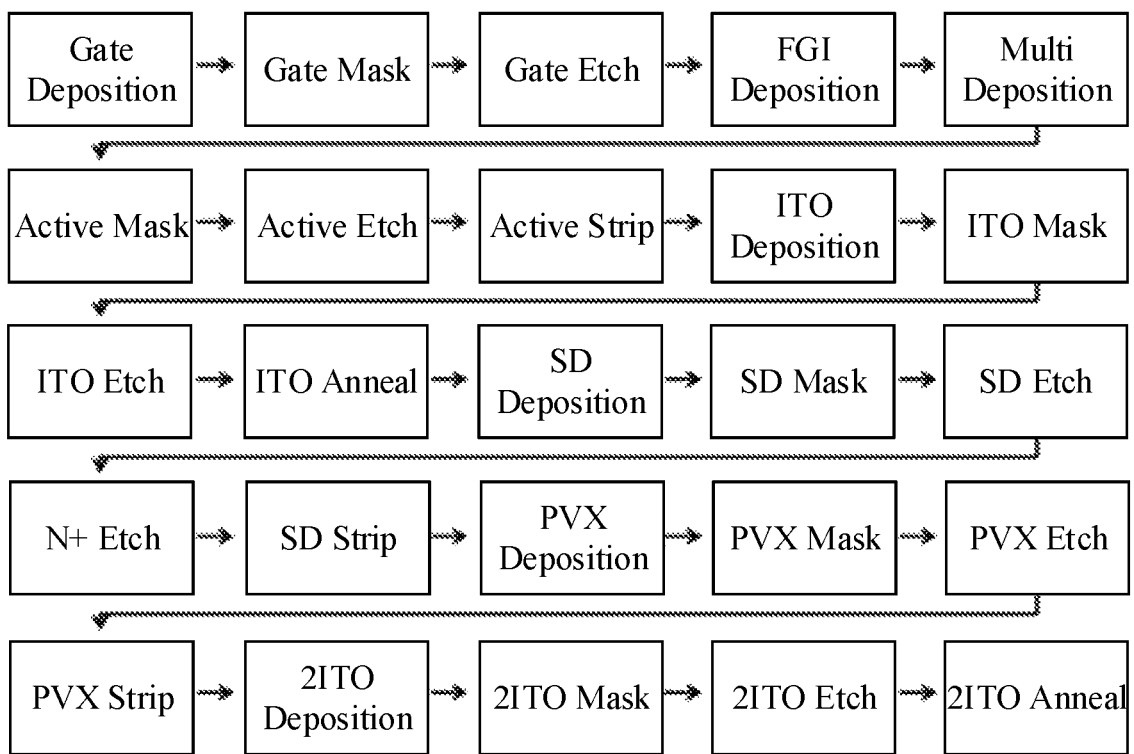 Gate
Deposition
Gate Mask
Gate Etch
FGI
Deposition
Multi
Deposition
Active Mask
Active Etch
Active Strip
ITO
Deposition
ITO Mask
ITO Etch
ITO Anneal
SD
Deposition
SD Mask
SD Etch
N+ Etch
SD Strip
PVX
Deposition
PVX Mask
PVX Etch
PVX Strip
2ITO
Deposition
2ITO Mask
2ITO Etch
2ITO Anneal